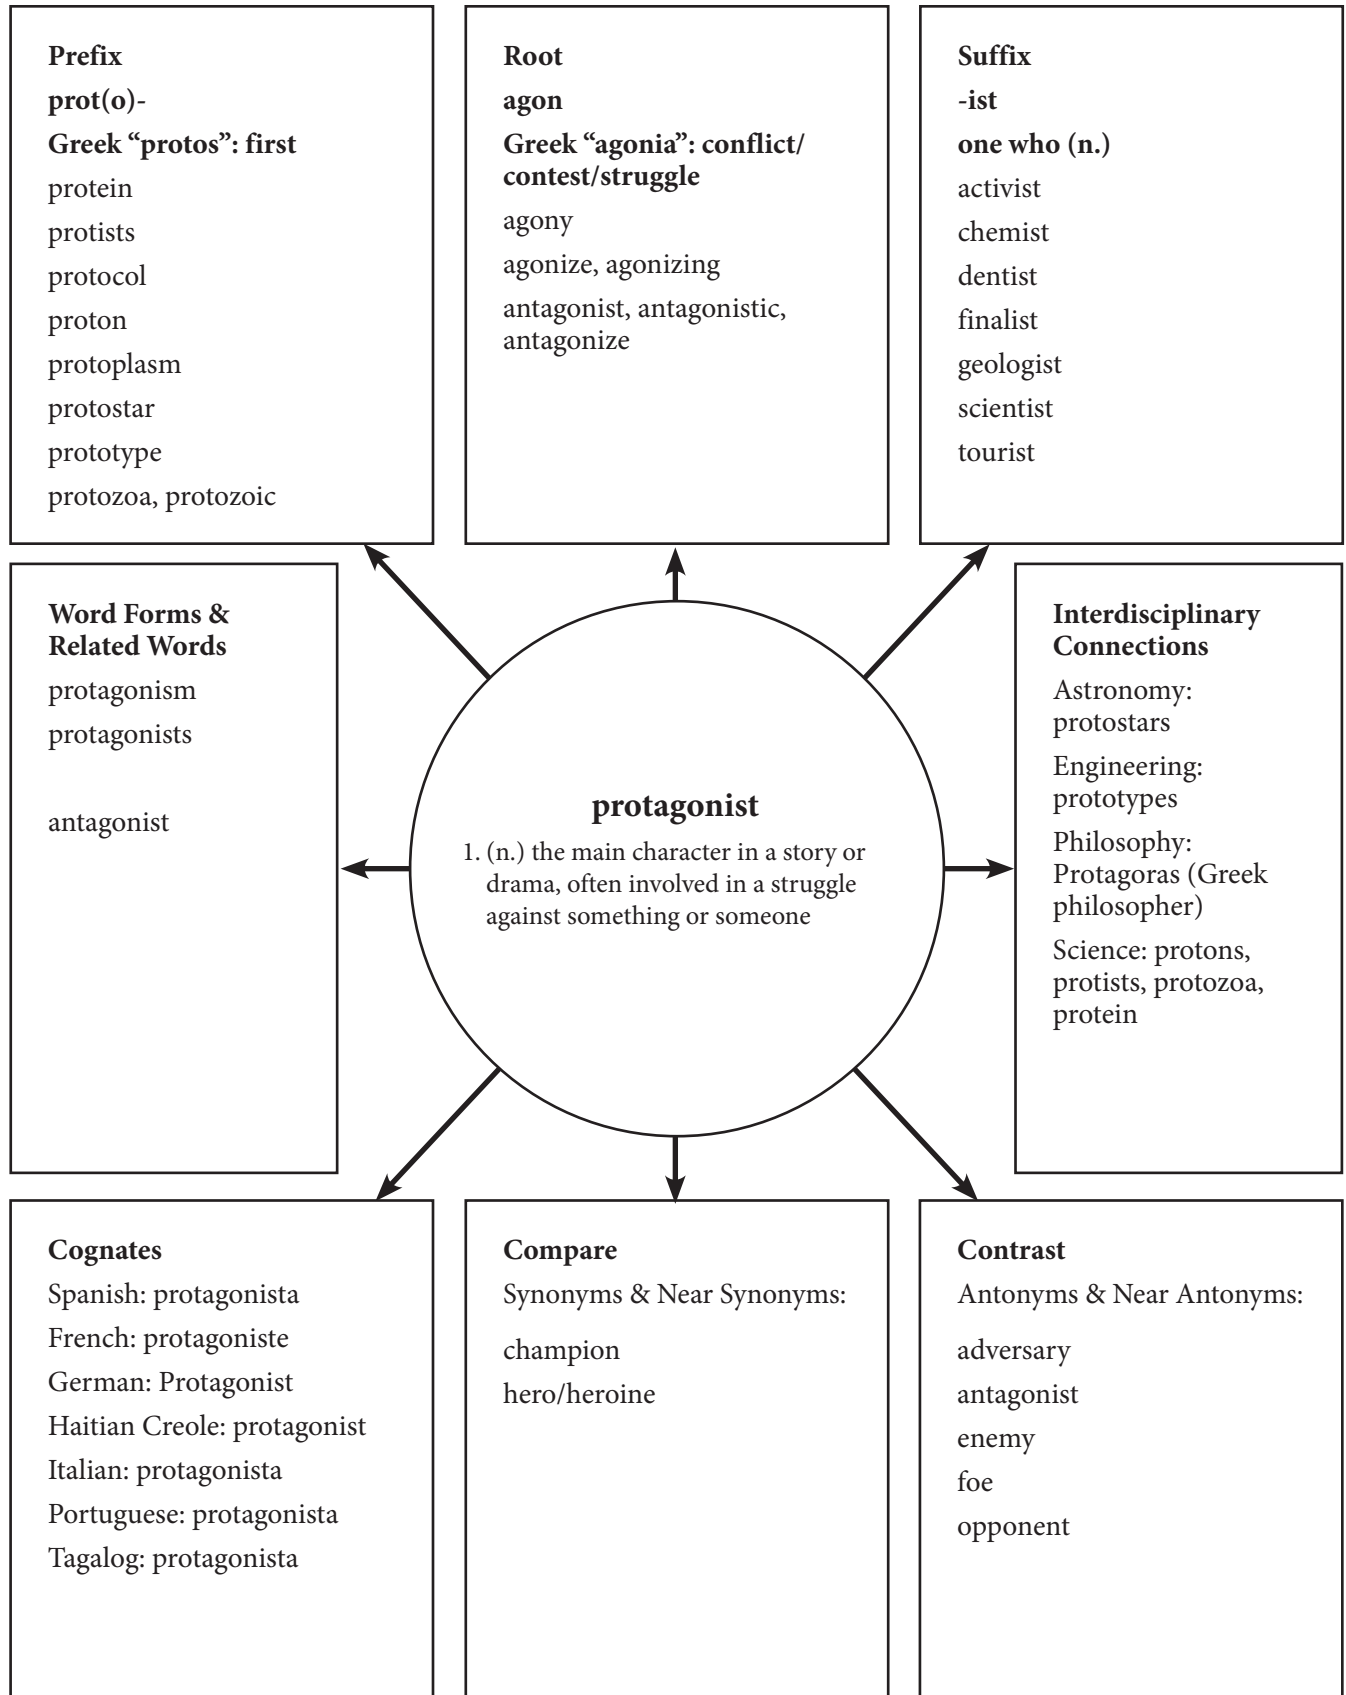 Prefix
prot(o)-
Greek “protos”: first
protein
protists
protocol
proton
protoplasm
protostar
prototype
protozoa, protozoic
Root
agon
Greek “agonia”: conflict/
contest/struggle
agony
agonize, agonizing
antagonist, antagonistic,
antagonize
Suffix
-ist
one who (n.)
activist
chemist
dentist
finalist
geologist
scientist
tourist
Word Forms &
Related Words
protagonism
protagonists
antagonist
protagonist
1. (n.) the main character in a story or
drama, often involved in a struggle
against something or someone
Interdisciplinary
Connections
Astronomy:
protostars
Engineering:
prototypes
Philosophy:
Protagoras (Greek
philosopher)
Science: protons,
protists, protozoa,
protein
Cognates
Spanish: protagonista
French: protagoniste
German: Protagonist
Haitian Creole: protagonist
Italian: protagonista
Portuguese: protagonista
Tagalog: protagonista
Compare
Synonyms & Near Synonyms:
champion
hero/heroine
Contrast
Antonyms & Near Antonyms:
adversary
antagonist
enemy
foe
opponent